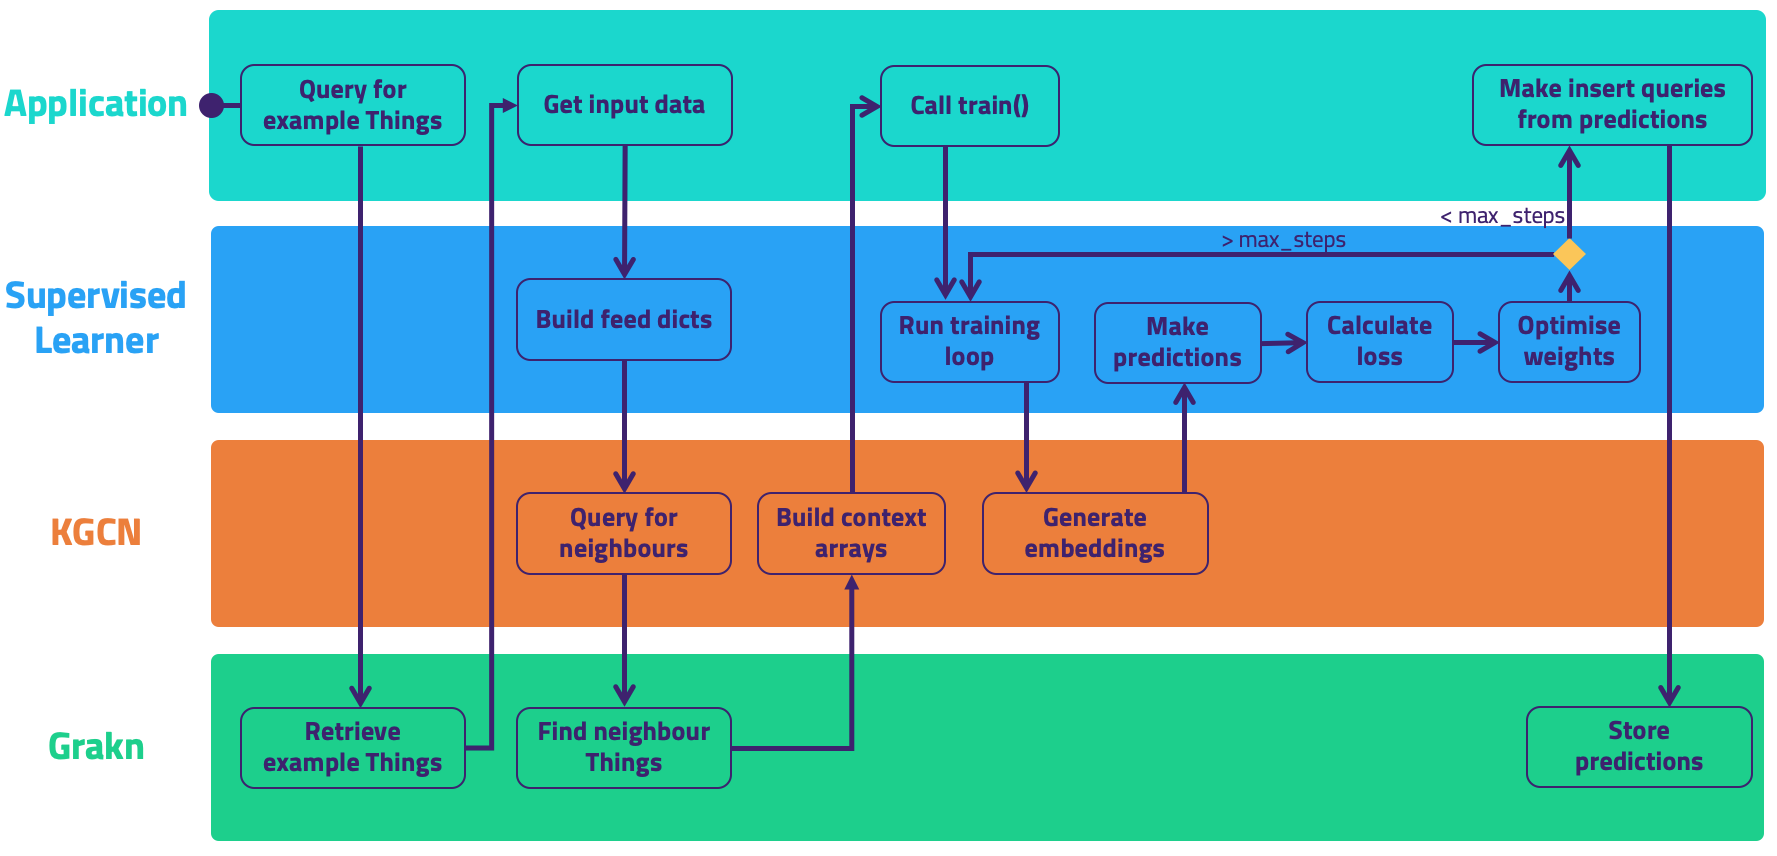 Application
Query for
example Things
Get input data
Call train()
Make insert queries
from predictions
< max_steps
> max_steps
Supervised
Learner
Build feed dicts
Run training
loop
Make
predictions
Calculate
loss
Optimise
weights
KGCN
Query for
neighbours
Build context
arrays
Generate
embeddings
Grakn
Retrieve
example Things
Find neighbour
Things
Store
predictions